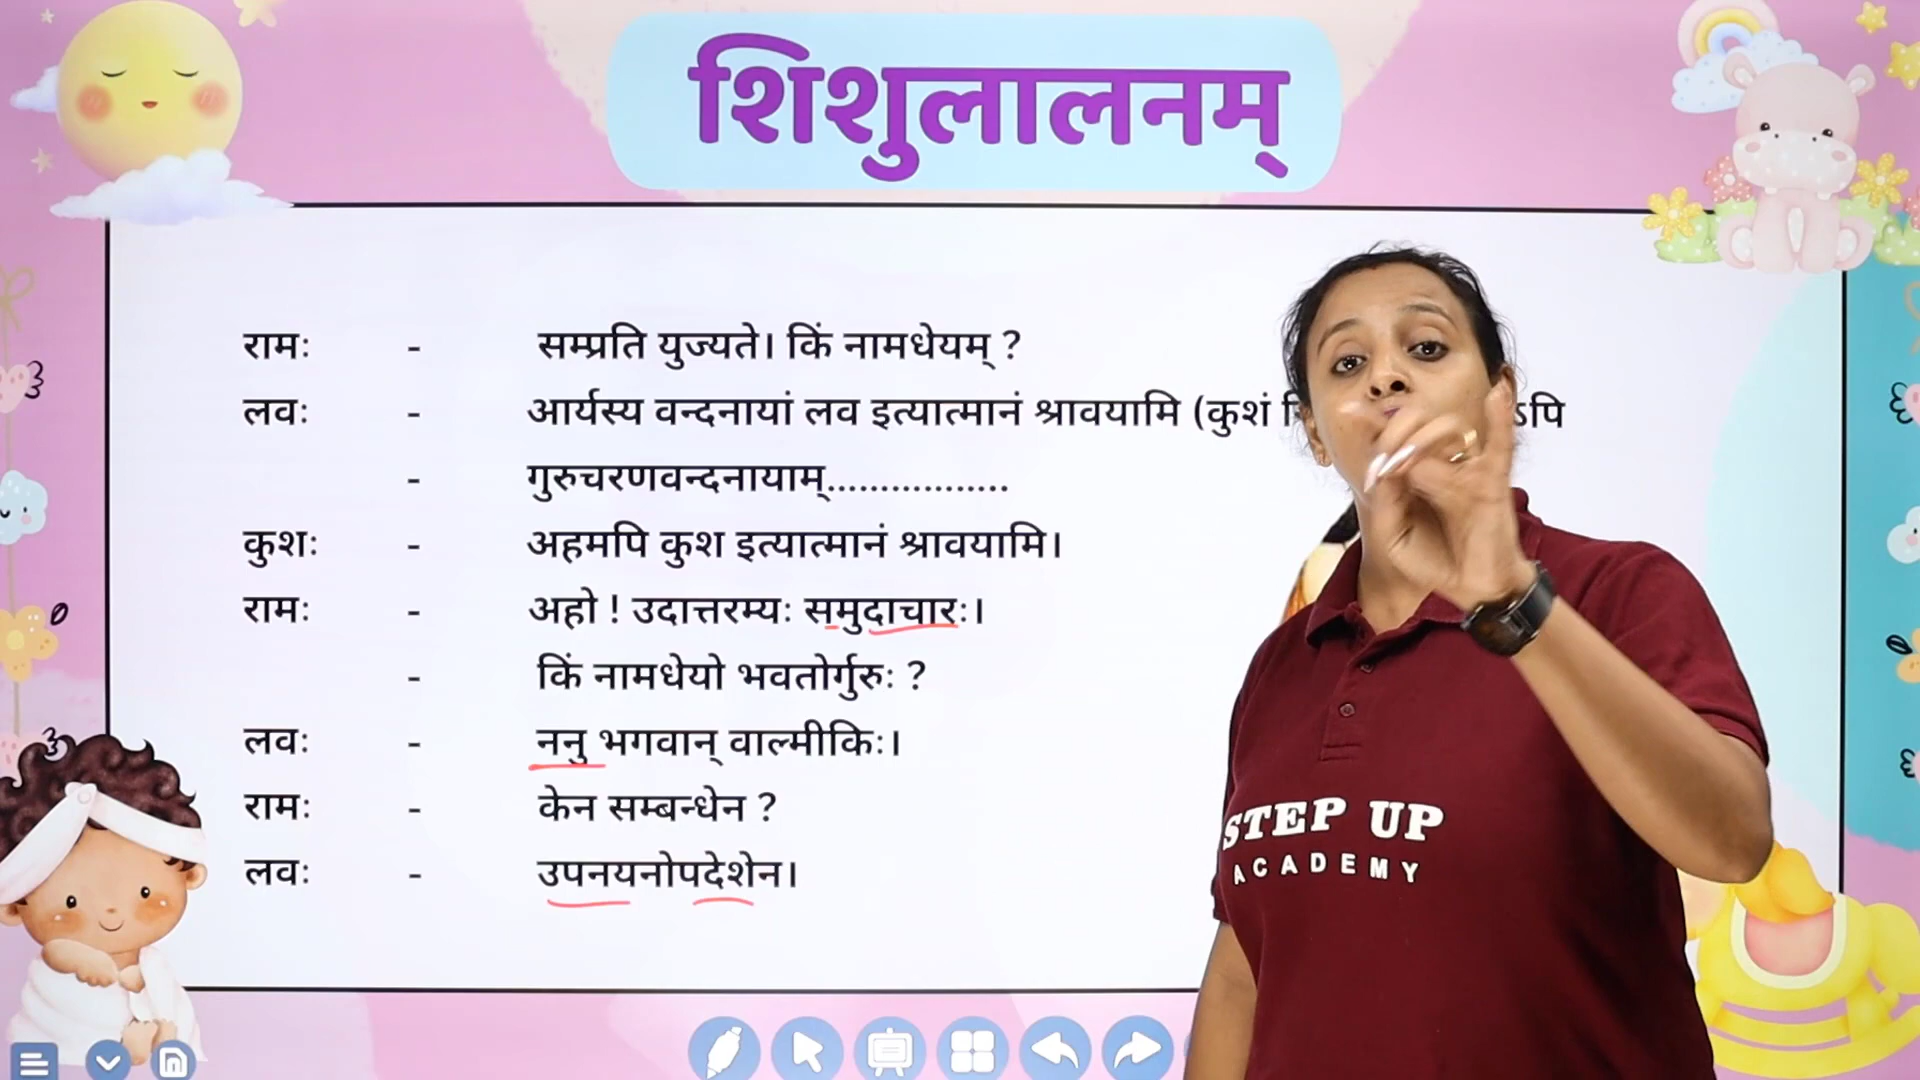 शिशुलालनम्
रामः - सम्प्रति युज्यते। किं नामधेयम् ?
लवः - आर्यस्य वन्दनायां लव इत्यात्मानं श्रावयामि (कुशं ऽपि
- गुरुचरणवन्दनायाम्.................
कुशः - अहमपि कुश इत्यात्मानं श्रावयामि।
रामः - अहो ! उदात्तरम्यः समुदाचारः।
- किं नामधेयो भवतोर्गुरुः ?
लवः - ननु भगवान् वाल्मीकिः।
रामः - केन सम्बन्धेन ?
लवः - उपनयनोपदेशेन।
STEP UP
ACADEMY